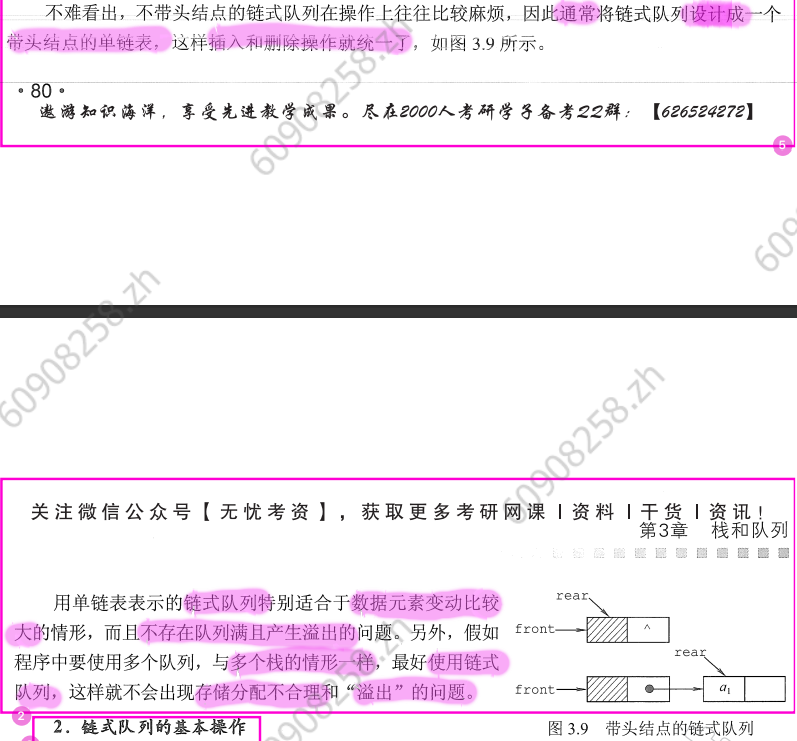 不难看出，不带头结点的链式队列在操作上往往比较麻烦，因此通常将链式队列设计成一个
带头结点的单链表，这样插入和删除操作就统一了，如图 3.9 所示。
·80·
遨游知识海洋，享受先进教学成果。尽在2000人考研学子备考22群：【626524272】
5
60908258.zh
60908258.zh
609
60908258.zh
关注微信公众号【无忧考资】，获取更多考研网课丨资料丨干货丨资讯！
第3章 栈和队列
用单链表表示的链式队列特别适合于数据元素变动比较
大的情形，而且不存在队列满且产生溢出的问题。另外，假如
程序中要使用多个队列，与多个栈的情形一样，最好使用链式
队列，这样就不会出现存储分配不合理和“溢出”的问题。
rear
front
^
rear
front
a1
2
2．链式队列的基本操作
图 3.9 带头结点的链式队列
60908258.zh